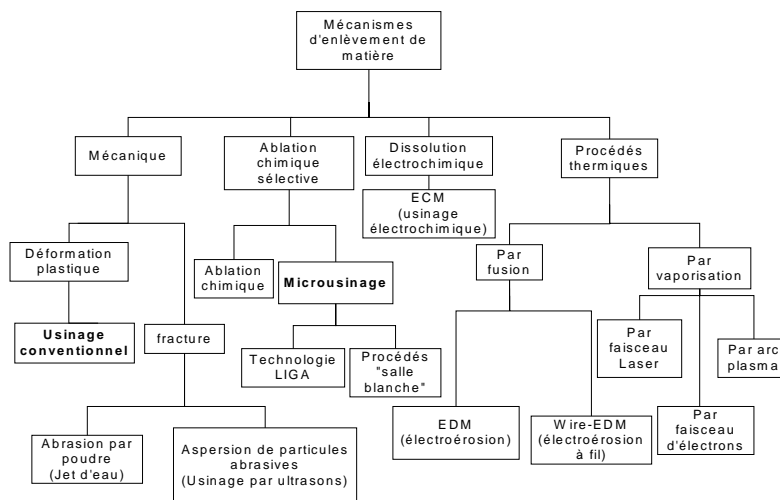 Mécanismes
d'enlèvement de
matière
Mécanique
Ablation
chimique
sélective
Dissolution
électrochimique
Procédés
thermiques
ECM
(usinage
électrochimique)
Déformation
plastique
Ablation
chimique
Microusinage
Par
fusion
Par
vaporisation
Usinage
conventionnel
fracture
Technologie
LIGA
Procédés
"salle
blanche"
Par
faisceau
Laser
Par arc
plasma
Abrasion par
poudre
(Jet d'eau)
Aspersion de particules
abrasives
(Usinage par ultrasons)
EDM
(électroérosion)
Wire-EDM
(électroérosion
à fil)
Par
faisceau
d'électrons